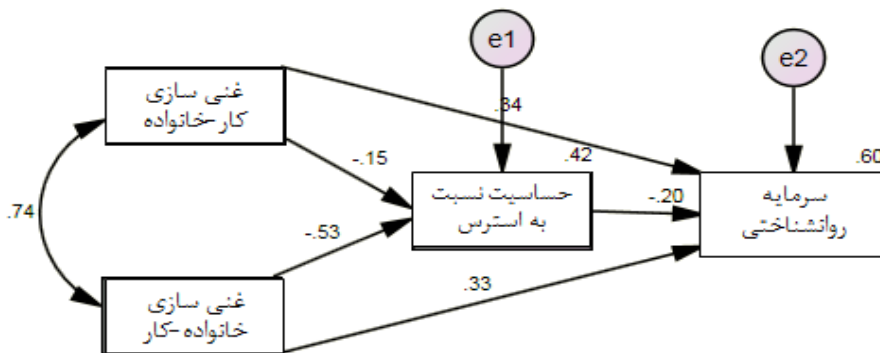 e1
e2
غنی سازی
کار-خانواده
.34
.74
-.15
.42
.60
حساسیت نسبت
به استرس
-.20
سرمایه
روانشناختی
-.53
غنی سازی
خانواده-کار
.33